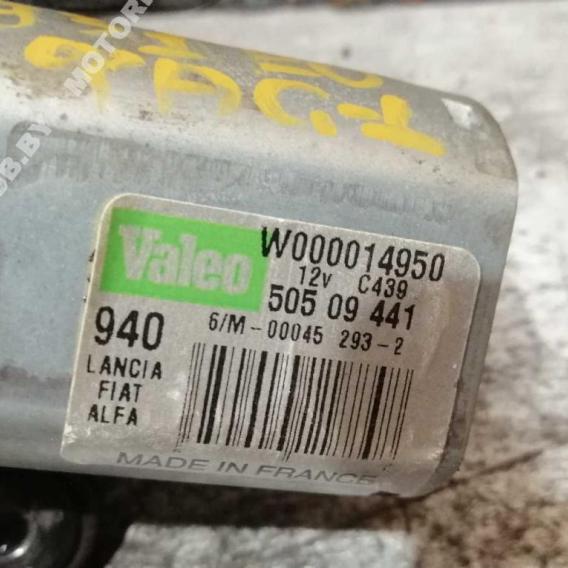 Valeo
W000014950
12v C439
505 09 441
940
6/M-00045 293-2
LANCIA
FIAT
ALFA
MADE IN FRANCE